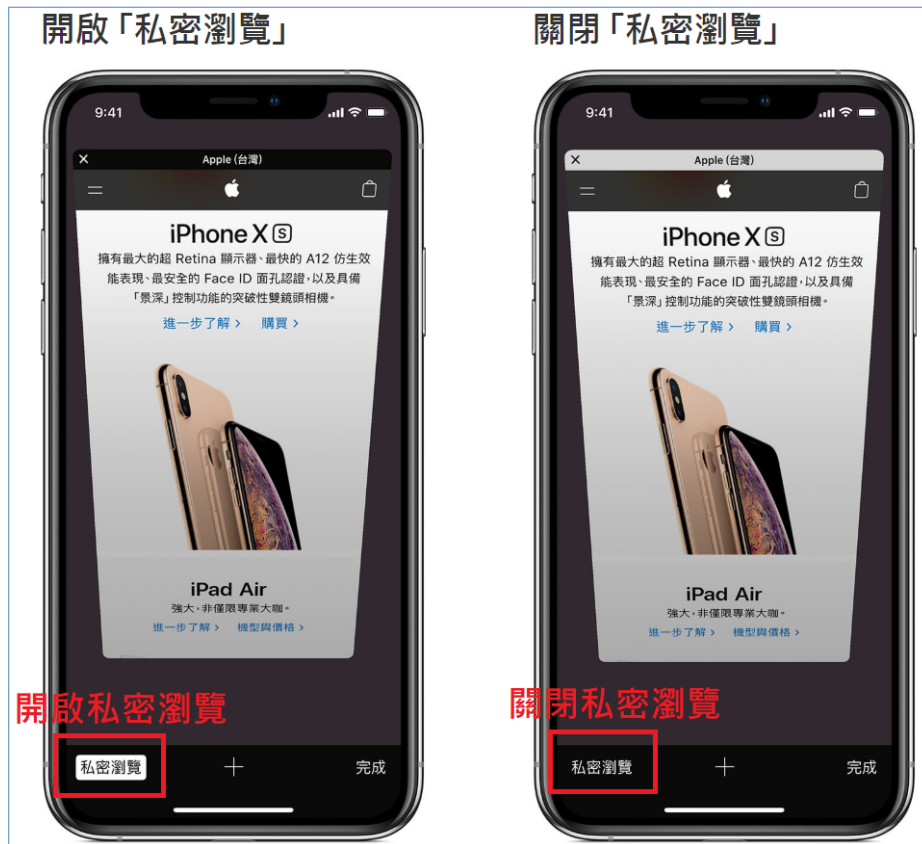 開啟「私密瀏覽」
9:41
Apple (台灣)
iPhone X S
擁有最大的超 Retina 顯示器、最快的 A12 仿生效
能表現、最安全的 Face ID 面孔認證,以及具備
「景深」控制功能的突破性雙鏡頭相機。
進一步了解 > 購買 >
iPad Air
強大,非僅限專業大咖。
進一步了解 > 機型與價格 >
開啟私密瀏覽
私密瀏覽 完成
關閉「私密瀏覽」
9:41
Apple (台灣)
iPhone X S
擁有最大的超 Retina 顯示器、最快的 A12 仿生效
能表現、最安全的 Face ID 面孔認證,以及具備
「景深」控制功能的突破性雙鏡頭相機。
進一步了解 > 購買 >
iPad Air
強大,非僅限專業大咖。
進一步了解 > 機型與價格 >
關閉私密瀏覽
私密瀏覽 完成